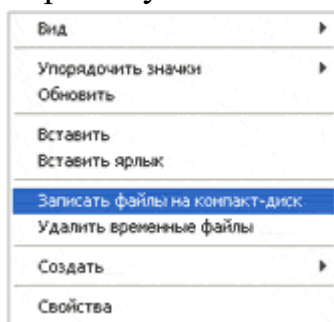 Вид
Упорядочить значки
Обновить
Вставить
Вставить ярлык
Записать файлы на компакт-диск
Удалить временные файлы
Создать
Свойства